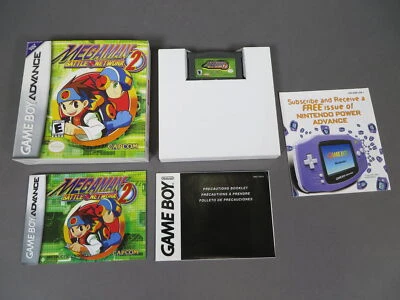 GAME BOY ADVANCE
MEGAMAN
BATTLE NETWORK 2
E
CAPCOM
Subscribe and Receive a
FREE issue of
NINTENDO POWER
ADVANCE
GAME BOY ADVANCE
MEGAMAN
BATTLE NETWORK 2
CAPCOM
GAME BOY
PRECAUTIONS BOOKLET
PRÉCAUTIONS À PRENDRE
FOLLETO DE PRECAUCIONES